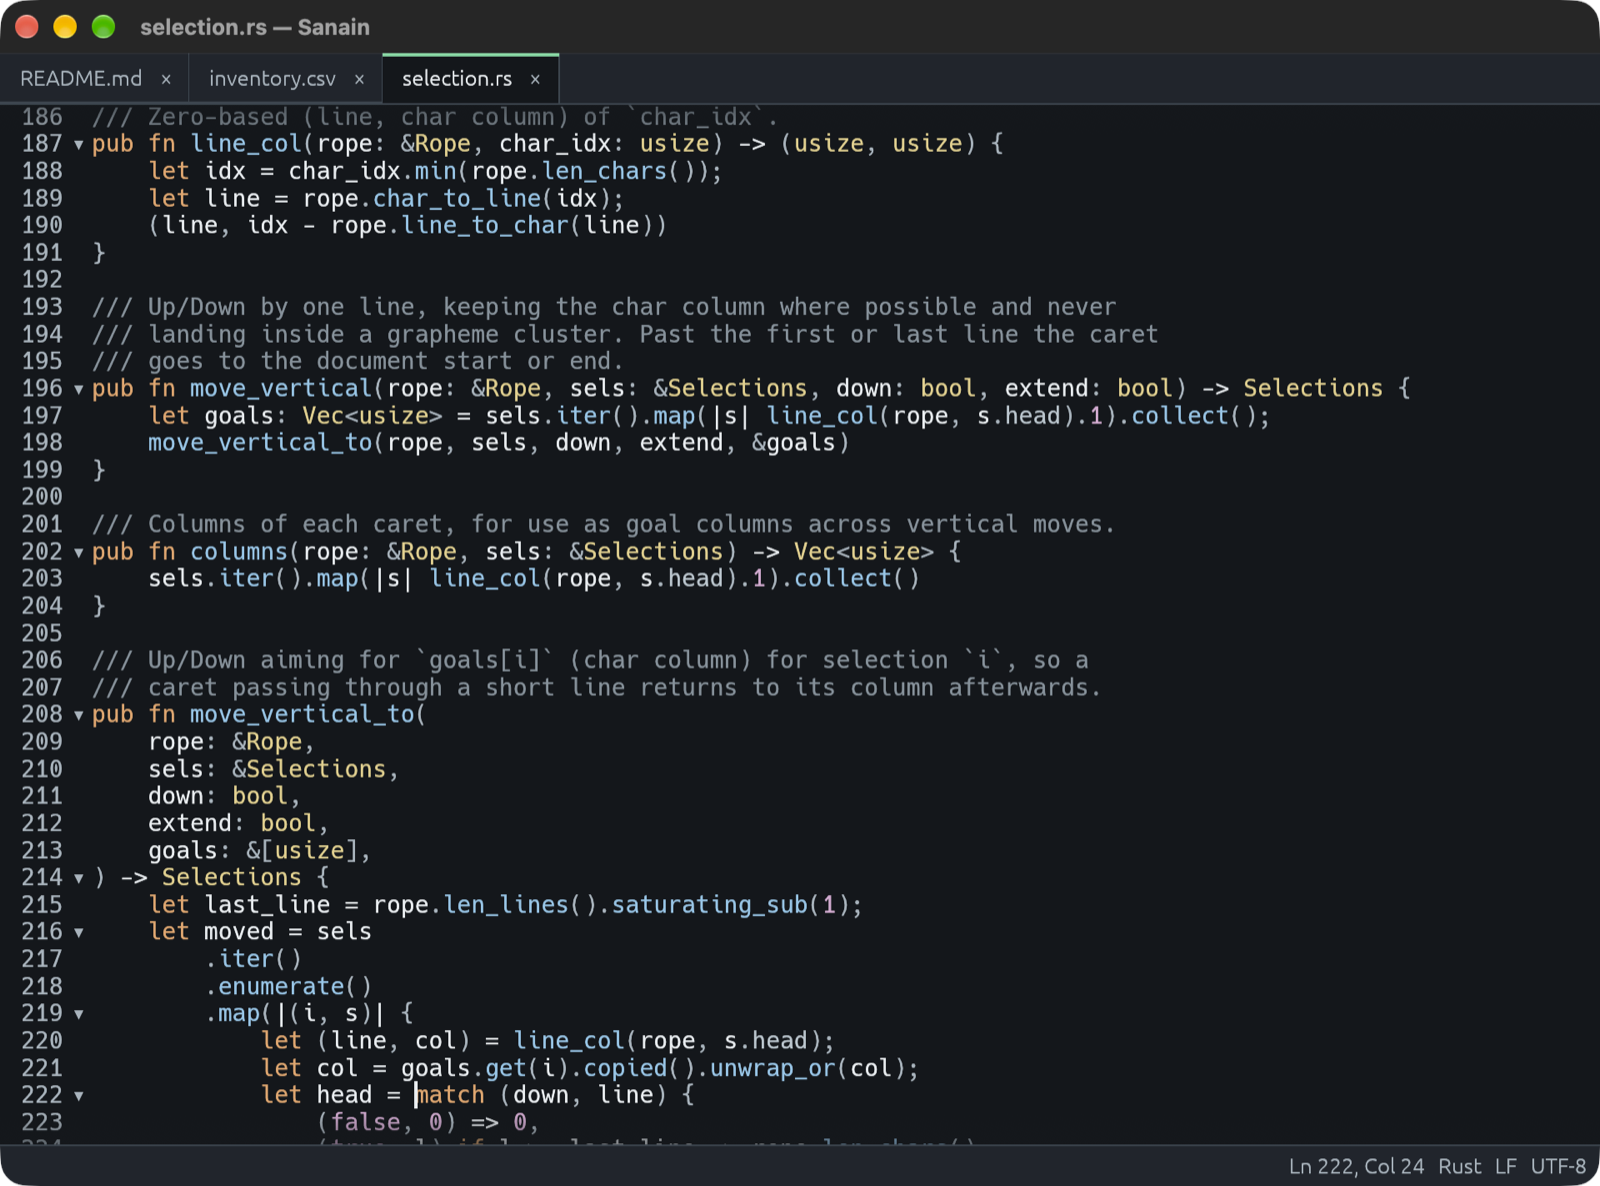 selection.rs — Sanain
README.md × inventory.csv × selection.rs ×
186 /// Zero-based (line, char column) of `char_idx`.
187 ▾ pub fn line_col(rope: &Rope, char_idx: usize) -> (usize, usize) {
188     let idx = char_idx.min(rope.len_chars());
189     let line = rope.char_to_line(idx);
190     (line, idx - rope.line_to_char(line))
191 }
192
193 /// Up/Down by one line, keeping the char column where possible and never
194 /// landing inside a grapheme cluster. Past the first or last line the caret
195 /// goes to the document start or end.
196 ▾ pub fn move_vertical(rope: &Rope, sels: &Selections, down: bool, extend: bool) -> Selections {
197     let goals: Vec<usize> = sels.iter().map(|s| line_col(rope, s.head).1).collect();
198     move_vertical_to(rope, sels, down, extend, &goals)
199 }
200
201 /// Columns of each caret, for use as goal columns across vertical moves.
202 ▾ pub fn columns(rope: &Rope, sels: &Selections) -> Vec<usize> {
203     sels.iter().map(|s| line_col(rope, s.head).1).collect()
204 }
205
206 /// Up/Down aiming for `goals[i]` (char column) for selection `i`, so a
207 /// caret passing through a short line returns to its column afterwards.
208 ▾ pub fn move_vertical_to(
209     rope: &Rope,
210     sels: &Selections,
211     down: bool,
212     extend: bool,
213     goals: &[usize],
214 ▾ ) -> Selections {
215     let last_line = rope.len_lines().saturating_sub(1);
216 ▾     let moved = sels
217         .iter()
218         .enumerate()
219 ▾         .map(|(i, s)| {
220             let (line, col) = line_col(rope, s.head);
221             let col = goals.get(i).copied().unwrap_or(col);
222 ▾             let head = match (down, line) {
223                 (false, 0) => 0,
Ln 222, Col 24 Rust LF UTF-8